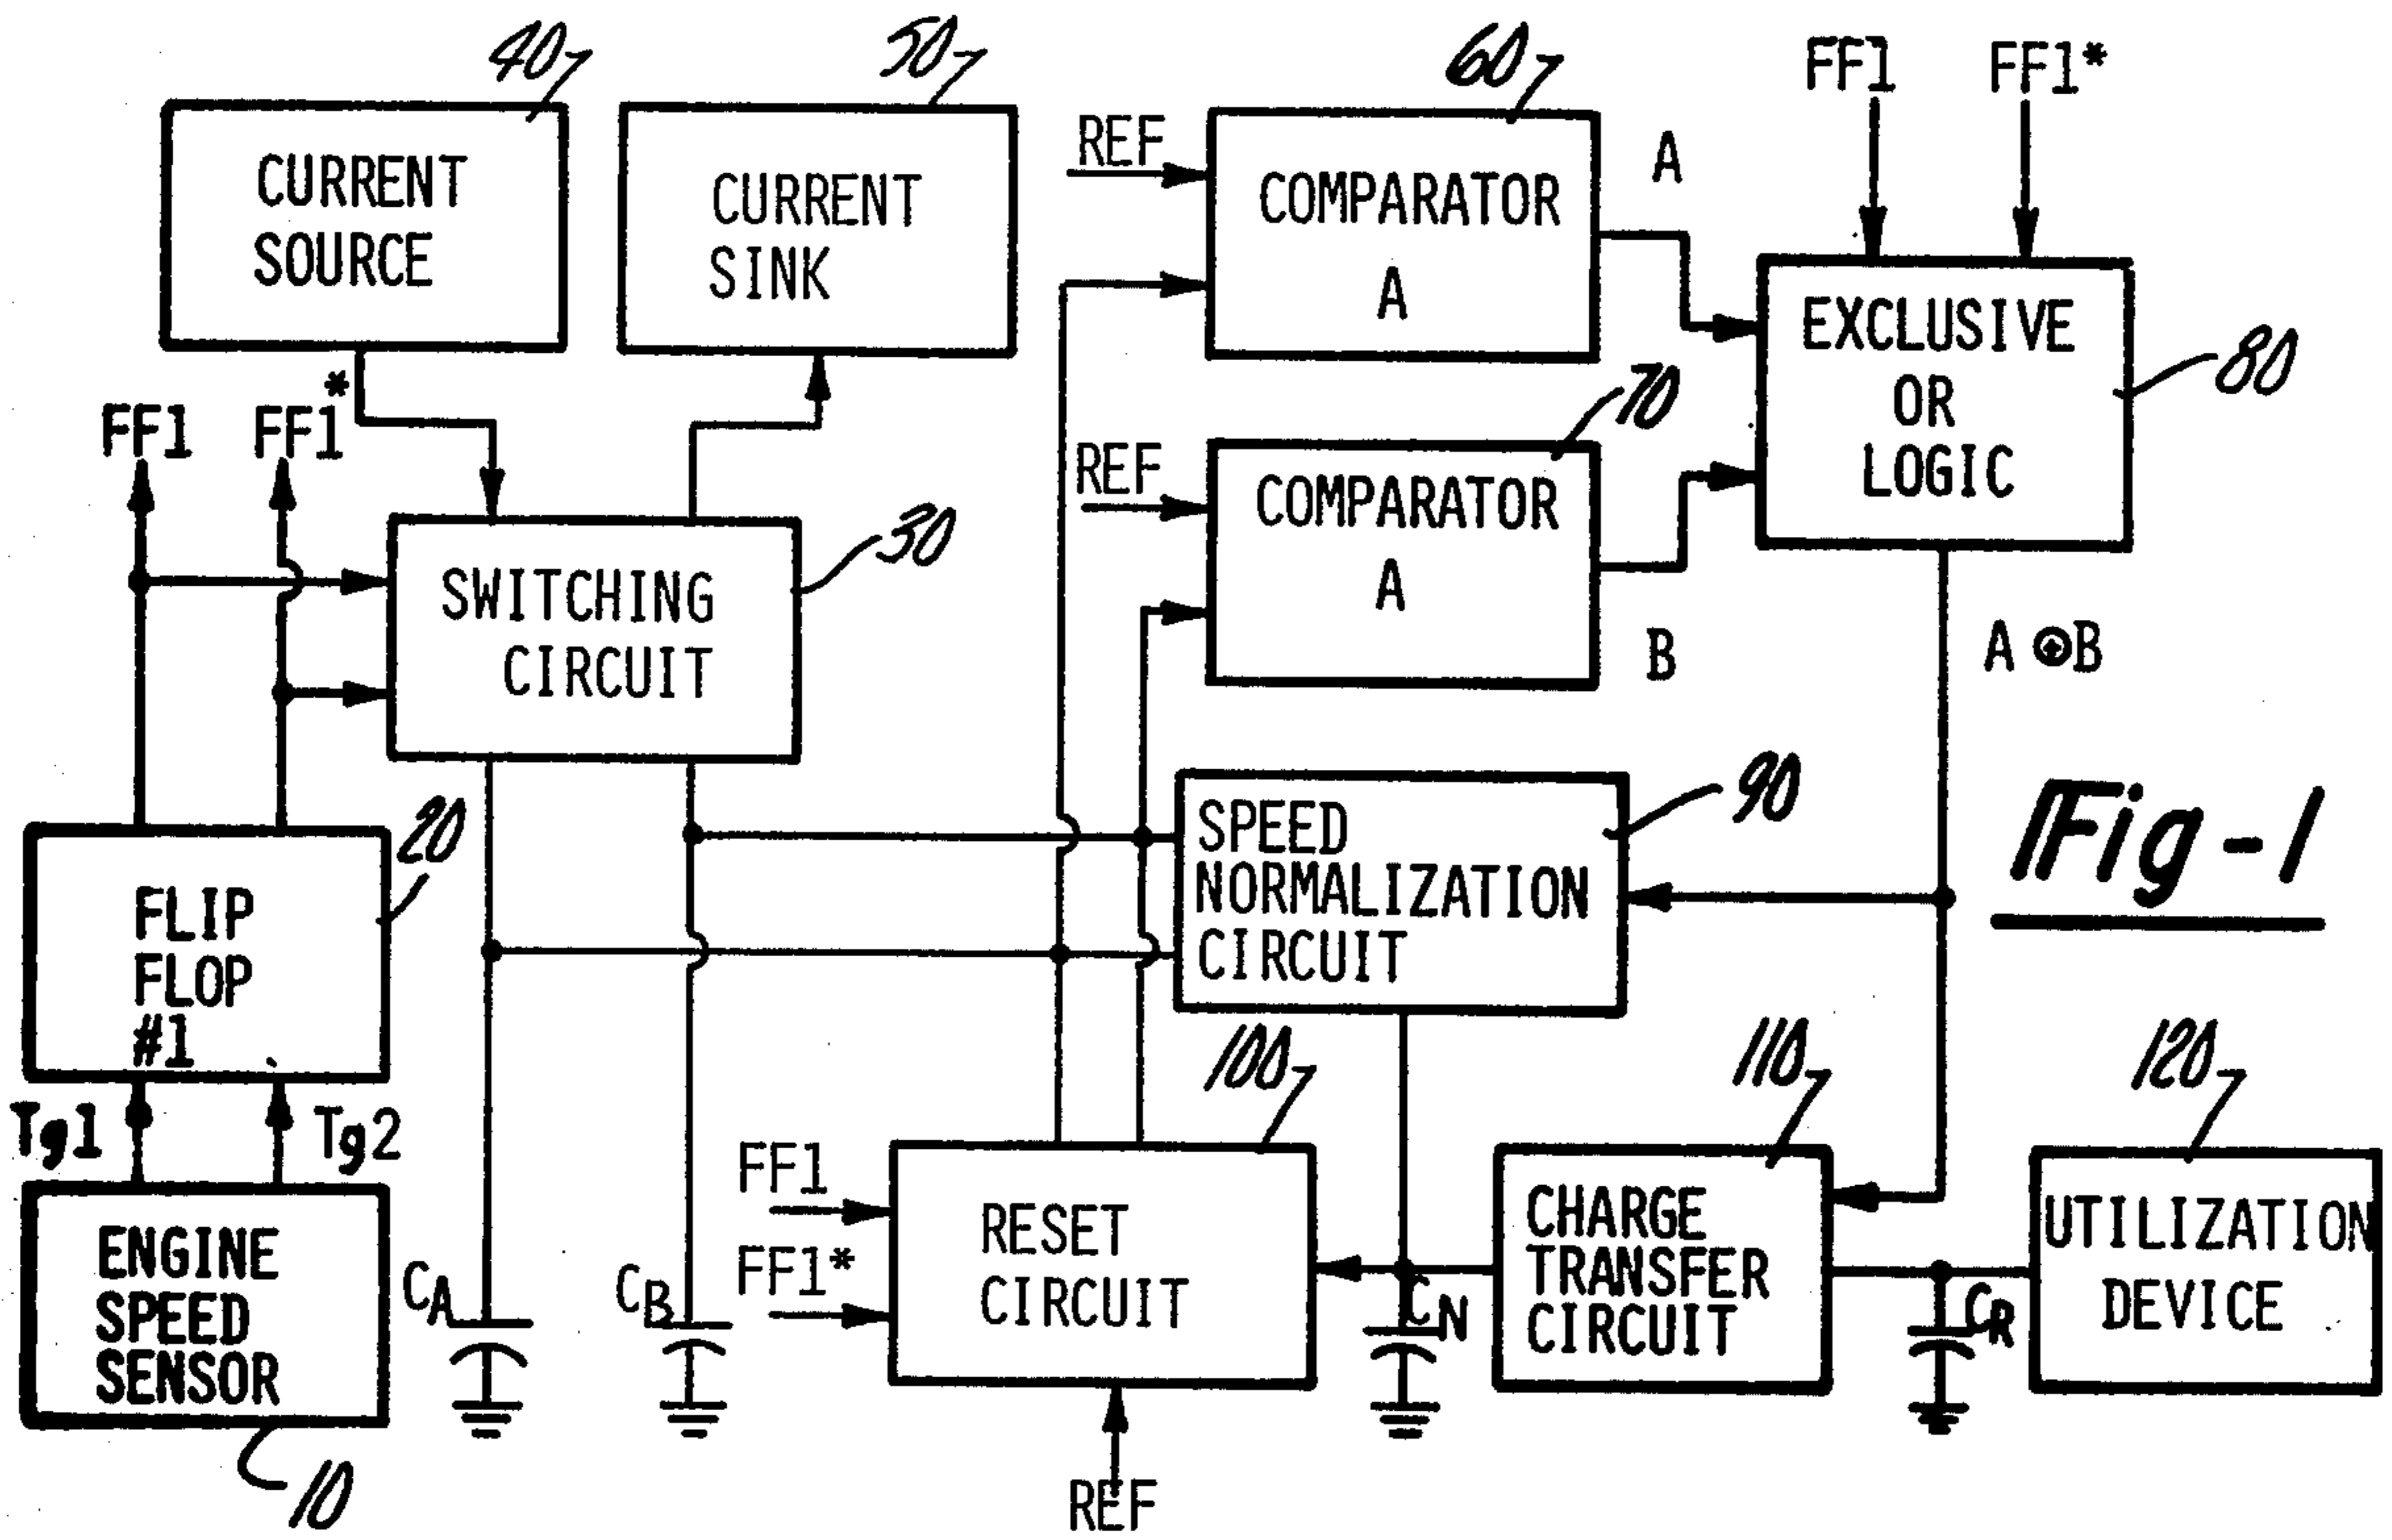 40
50
60
FF1
FF1*
CURRENT
SOURCE
CURRENT
SINK
REF
COMPARATOR
A
A
EXCLUSIVE
OR
LOGIC
80
*
FF1
FF1
70
REF
COMPARATOR
A
B
A ⊕B
30
SWITCHING
CIRCUIT
20
FLIP
FLOP
#1
90
SPEED
NORMALIZATION
CIRCUIT
Fig-1
Tg1
Tg2
100
110
120
ENGINE
SPEED
SENSOR
10
CA
CB
FF1
FF1*
RESET
CIRCUIT
CN
CHARGE
TRANSFER
CIRCUIT
CR
UTILIZATION
DEVICE
REF